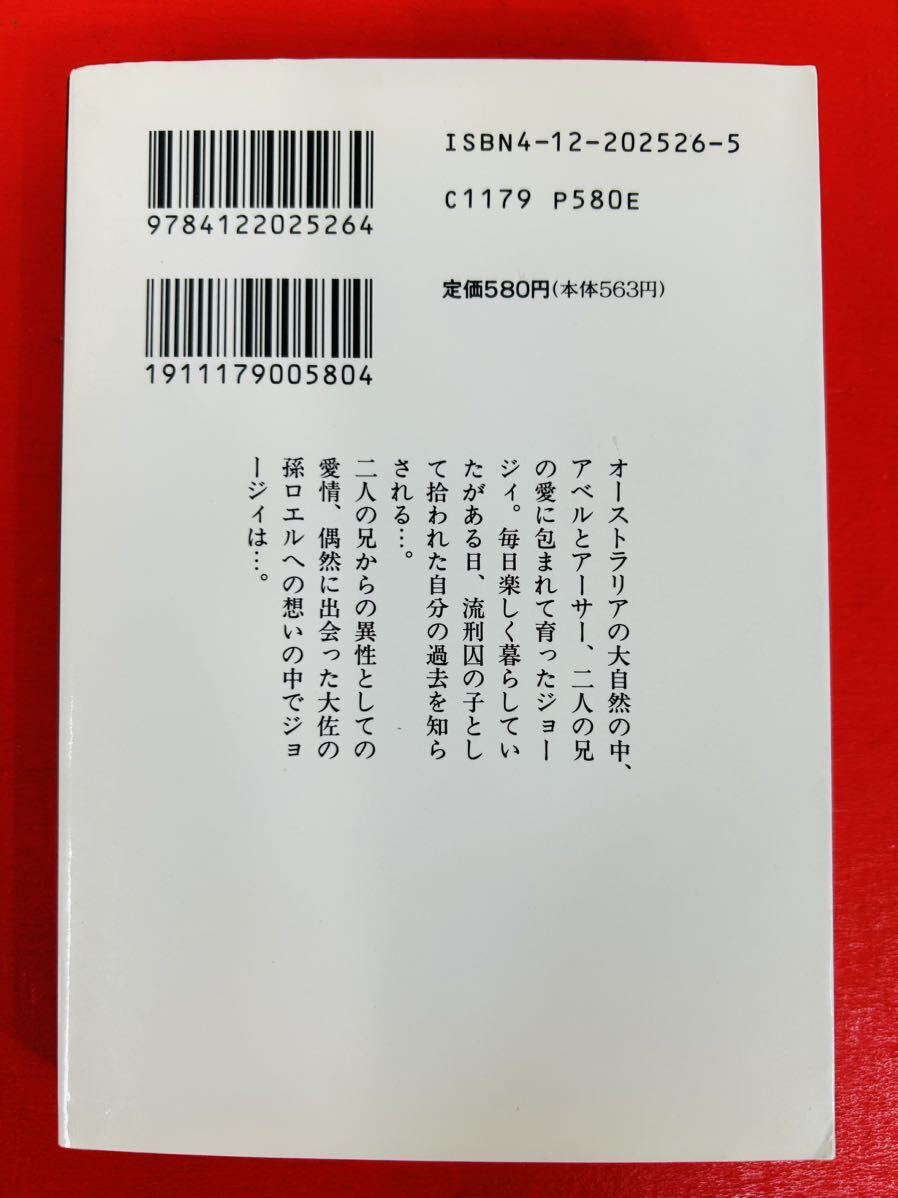 9784122025264
ISBN4-12-202526-5
C1179 P580E
定価580円(本体563円)
1911179005804
オーストラリアの大自然の中、
アベルとアーサー、二人の兄
の愛に包まれて育ったジョー
ジィ。毎日楽しく暮らしてい
たがある日、流刑囚の子とし
て拾われた自分の過去を知ら
される…。
二人の兄からの異性としての
愛情、偶然に出会った大佐の
孫ロエルへの想いの中でジョ
ージィは…。